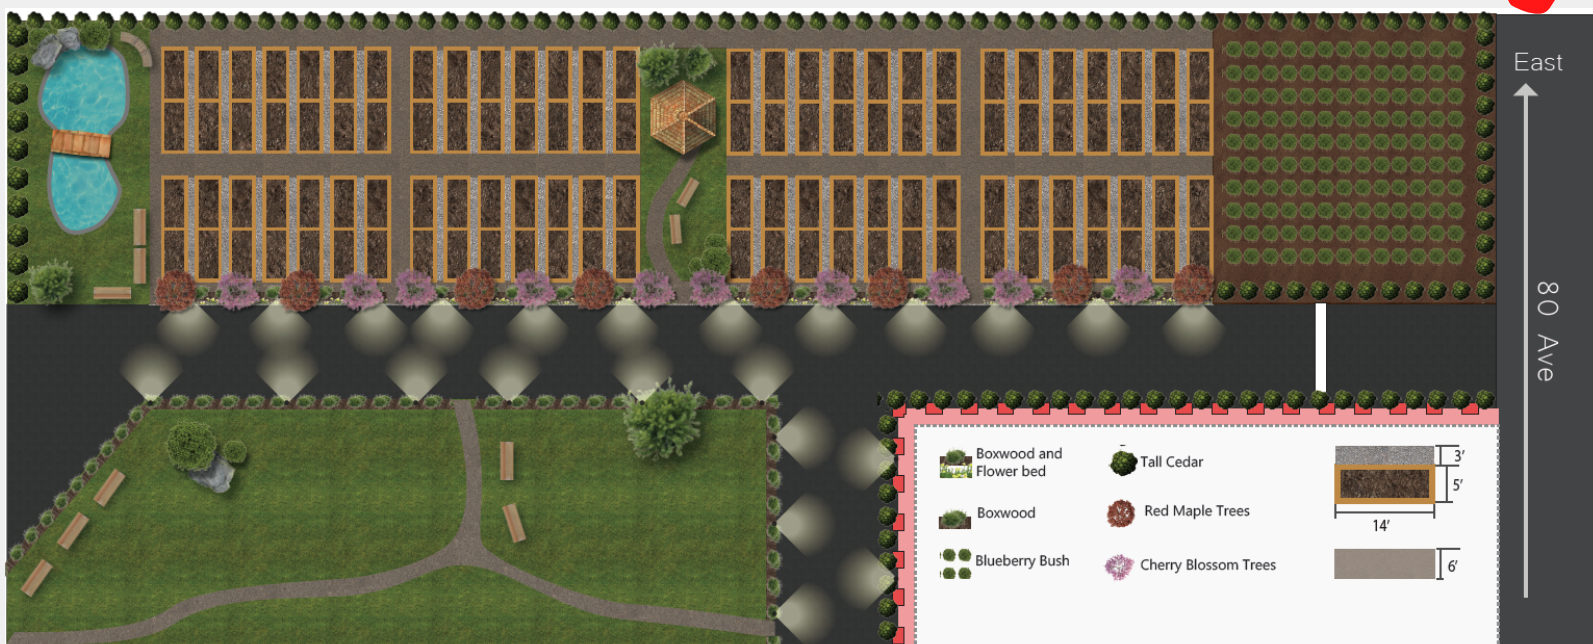 East
80 Ave
Boxwood and
Flower bed
Boxwood
Blueberry Bush
Tall Cedar
Red Maple Trees
Cherry Blossom Trees
3'
5'
14'
6'